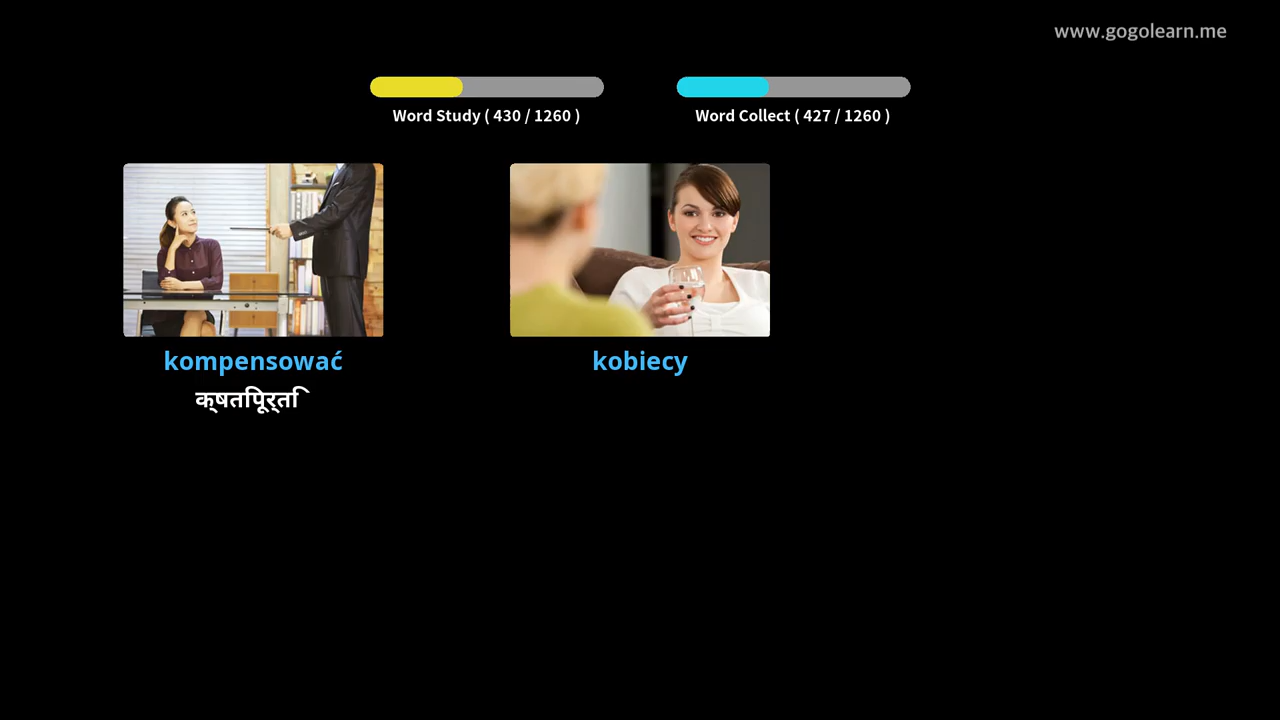 www.gogolearn.me
Word Study ( 430 / 1260 )
Word Collect ( 427 / 1260 )
kompensować
kobiecy
क्षतिपूर्ति